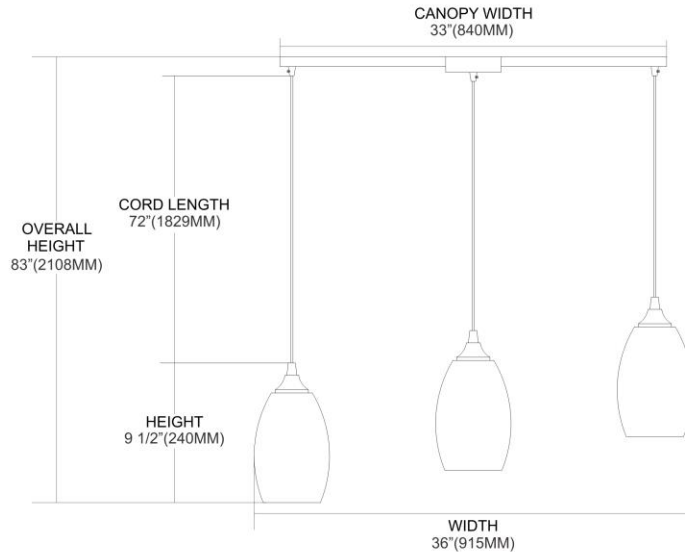 CANOPY WIDTH
33”(840MM)
CORD LENGTH
72”(1829MM)
OVERALL
HEIGHT
83”(2108MM)
HEIGHT
9 1/2”(240MM)
WIDTH
36”(915MM)